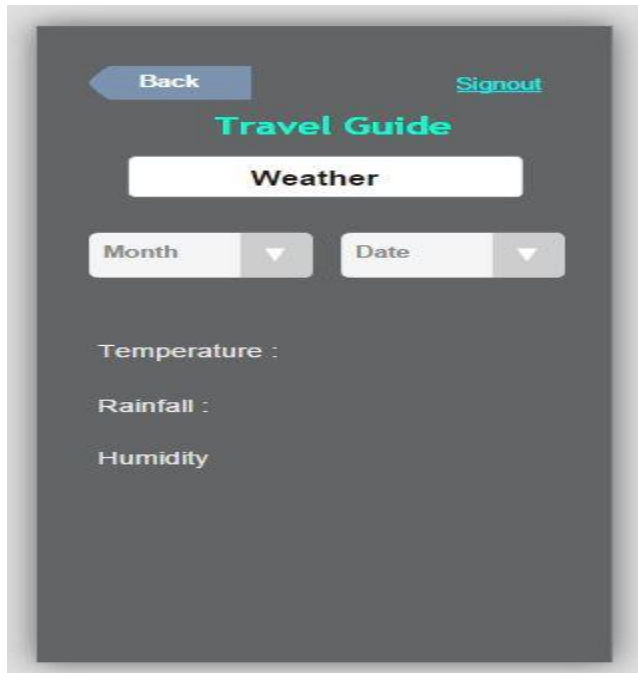 Back
Signout
Travel Guide
Weather
Month
Date
Temperature :
Rainfall :
Humidity